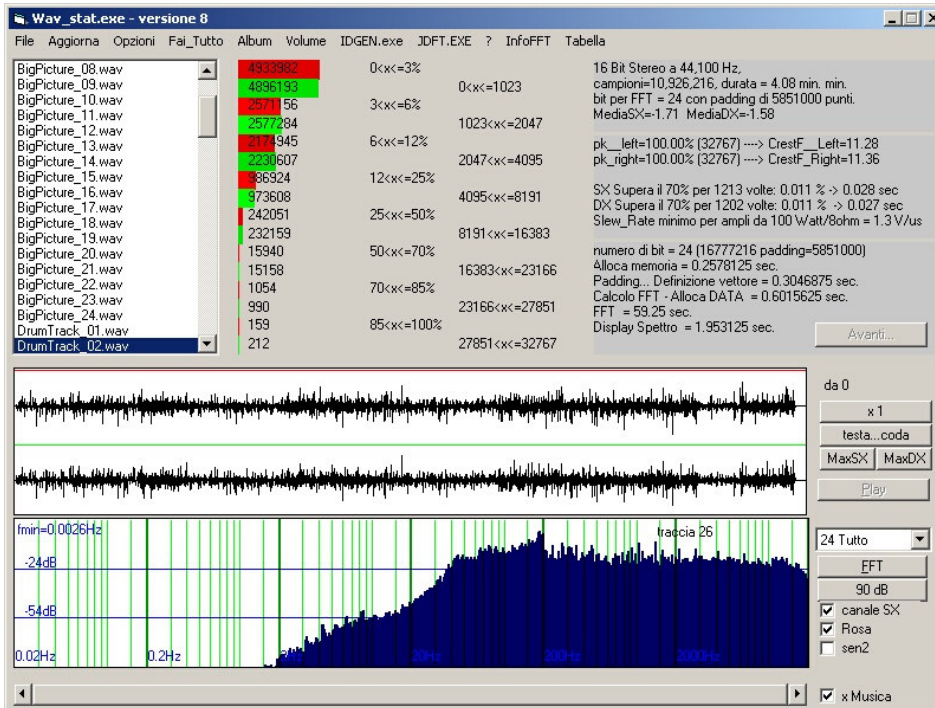 Wav_stat.exe - versione 8
File Aggiorna Opzioni Fai_Tutto Album Volume IDGEN.exe JDFT.EXE ? InfoFFT Tabella
BigPicture_08.wav
BigPicture_09.wav
BigPicture_10.wav
BigPicture_11.wav
BigPicture_12.wav
BigPicture_13.wav
BigPicture_14.wav
BigPicture_15.wav
BigPicture_16.wav
BigPicture_17.wav
BigPicture_18.wav
BigPicture_19.wav
BigPicture_20.wav
BigPicture_21.wav
BigPicture_22.wav
BigPicture_23.wav
BigPicture_24.wav
DrumTrack_01.wav
DrumTrack_02.wav
4933982 0<x<=3%
4896193 0<x<=1023
2571156 3<x<=6%
2577284 1023<x<=2047
2174945 6<x<=12%
2230607 2047<x<=4095
986924 12<x<=25%
973608 4095<x<=8191
242051 25<x<=50%
232159 8191<x<=16383
15940 50<x<=70%
15158 16383<x<=23166
1054 70<x<=85%
990 23166<x<=27851
159 85<x<=100%
212 27851<x<=32767
16 Bit Stereo a 44,100 Hz,
campioni=10,926,216, durata = 4.08 min. min.
bit per FFT = 24 con padding di 5851000 punti.
MediaSX=-1.71 MediaDX=-1.58
pk__left=100.00% (32767) ----> CrestF__Left=11.28
pk_right=100.00% (32767) ----> CrestF_Right=11.36
SX Supera il 70% per 1213 volte: 0.011 % -> 0.028 sec
DX Supera il 70% per 1202 volte: 0.011 % -> 0.027 sec
Slew_Rate minimo per ampli da 100 Watt/8ohm = 1.3 V/us
numero di bit = 24 (16777216 padding=5851000)
Alloca memoria = 0.2578125 sec.
Padding... Definizione vettore = 0.3046875 sec.
Calcolo FFT - Alloca DATA = 0.6015625 sec.
FFT = 59.25 sec.
Display Spettro = 1.953125 sec.
Avanti...
da 0
x 1
testa...coda
MaxSX MaxDX
Play
fmin=0.0026Hz
traccia 26
-24dB
-54dB
0.02Hz 0.2Hz 2Hz 20Hz 200Hz 2000Hz
24 Tutto
FFT
90 dB
canale SX
Rosa
sen2
x Musica